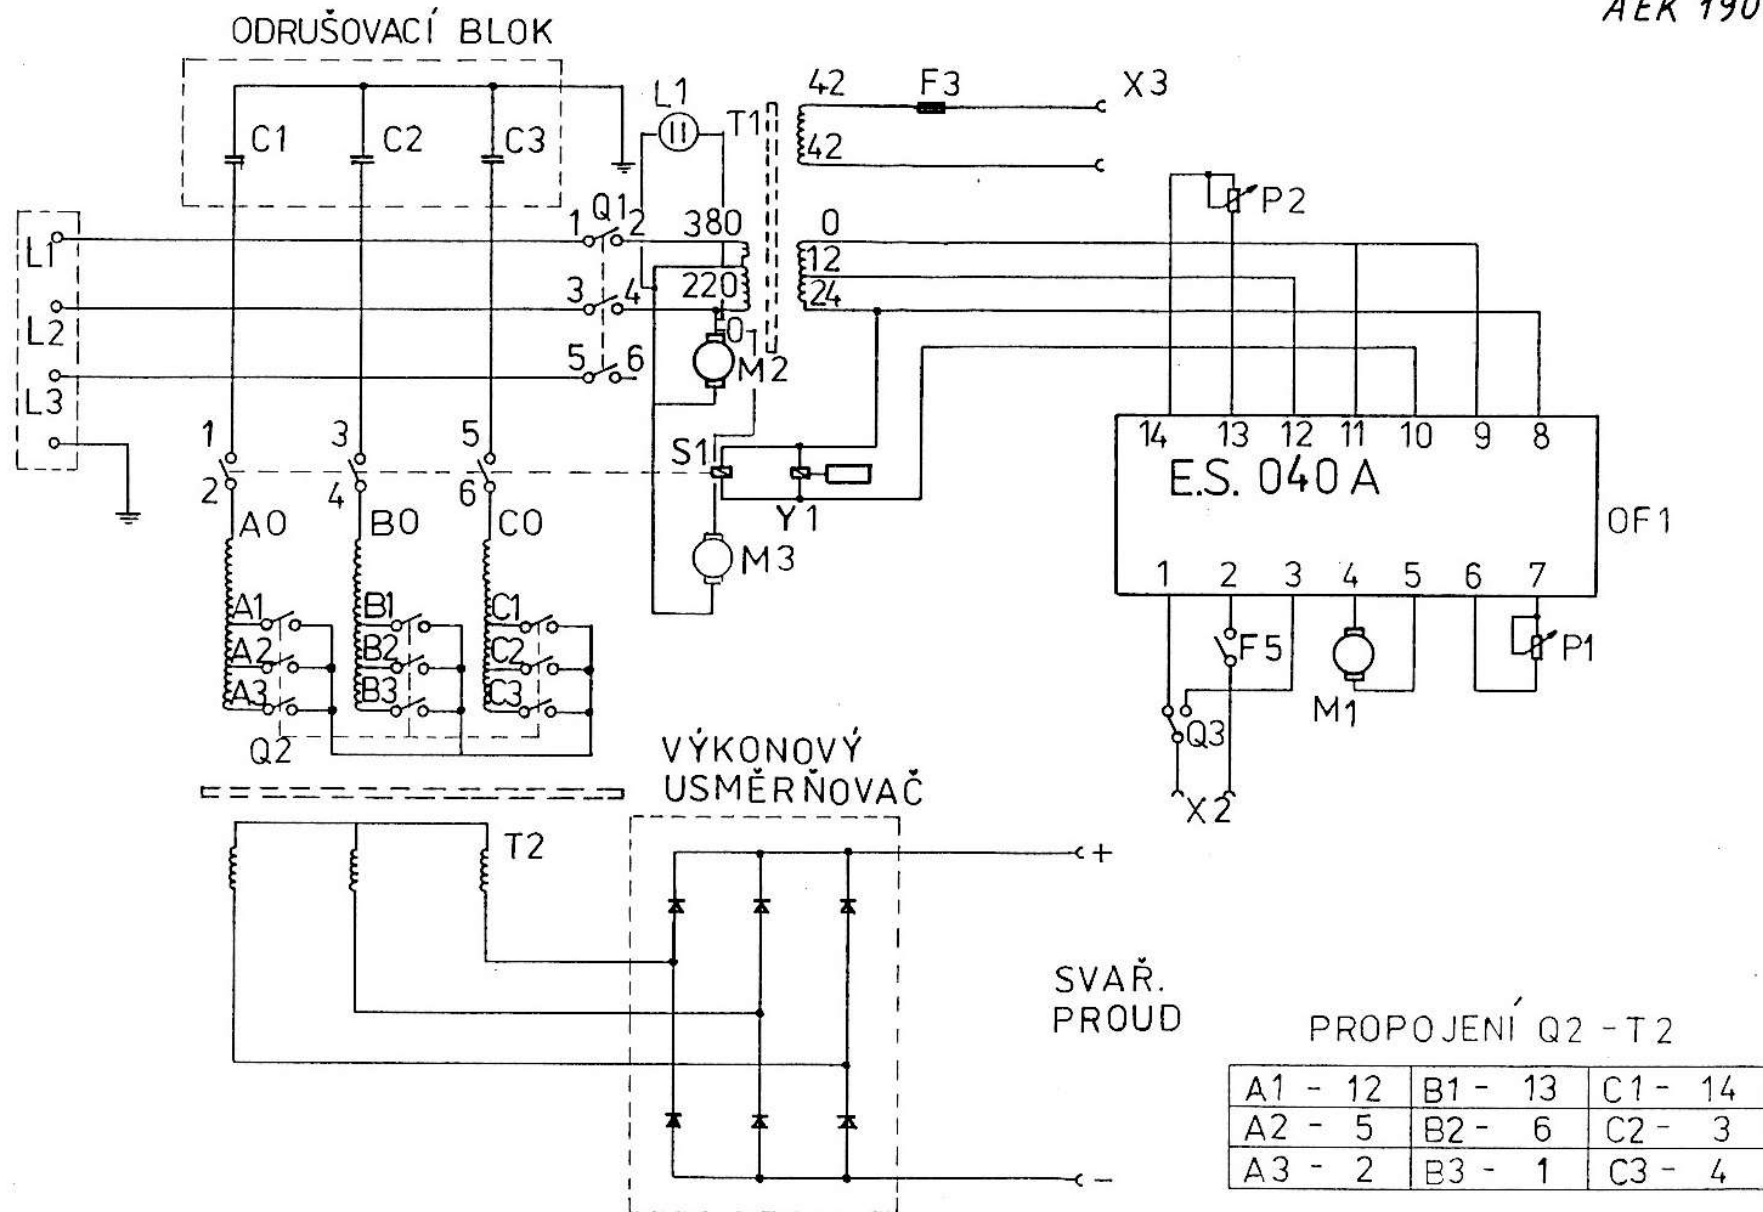 AEK 190
ODRUŠOVACÍ BLOK
C1
C2
C3
L1
T1
42
42
F3
X3
P2
L1
L2
L3
1
Q1
2
3
4
5
6
380
220
0
0
12
24
M2
1
2
3
4
5
6
S1
Y1
M3
14
13
12
11
10
9
8
E.S. 040 A
OF1
1
2
3
4
5
6
7
F5
M1
P1
Q3
X2
A0
B0
C0
A1
A2
A3
B1
B2
B3
C1
C2
C3
Q2
T2
VÝKONOVÝ
USMĚRŇOVAČ
+
-
SVAŘ.
PROUD
PROPOJENÍ Q2 - T2
A1 - 12 B1 - 13 C1 - 14
A2 - 5 B2 - 6 C2 - 3
A3 - 2 B3 - 1 C3 - 4